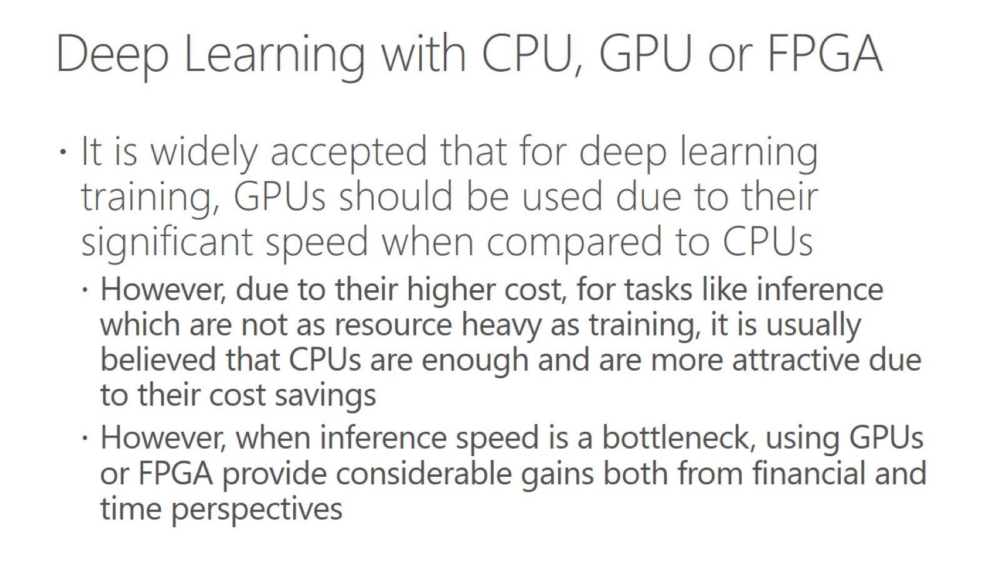 Deep Learning with CPU, GPU or FPGA
· It is widely accepted that for deep learning
training, GPUs should be used due to their
significant speed when compared to CPUs
· However, due to their higher cost, for tasks like inference
which are not as resource heavy as training, it is usually
believed that CPUs are enough and are more attractive due
to their cost savings
· However, when inference speed is a bottleneck, using GPUs
or FPGA provide considerable gains both from financial and
time perspectives